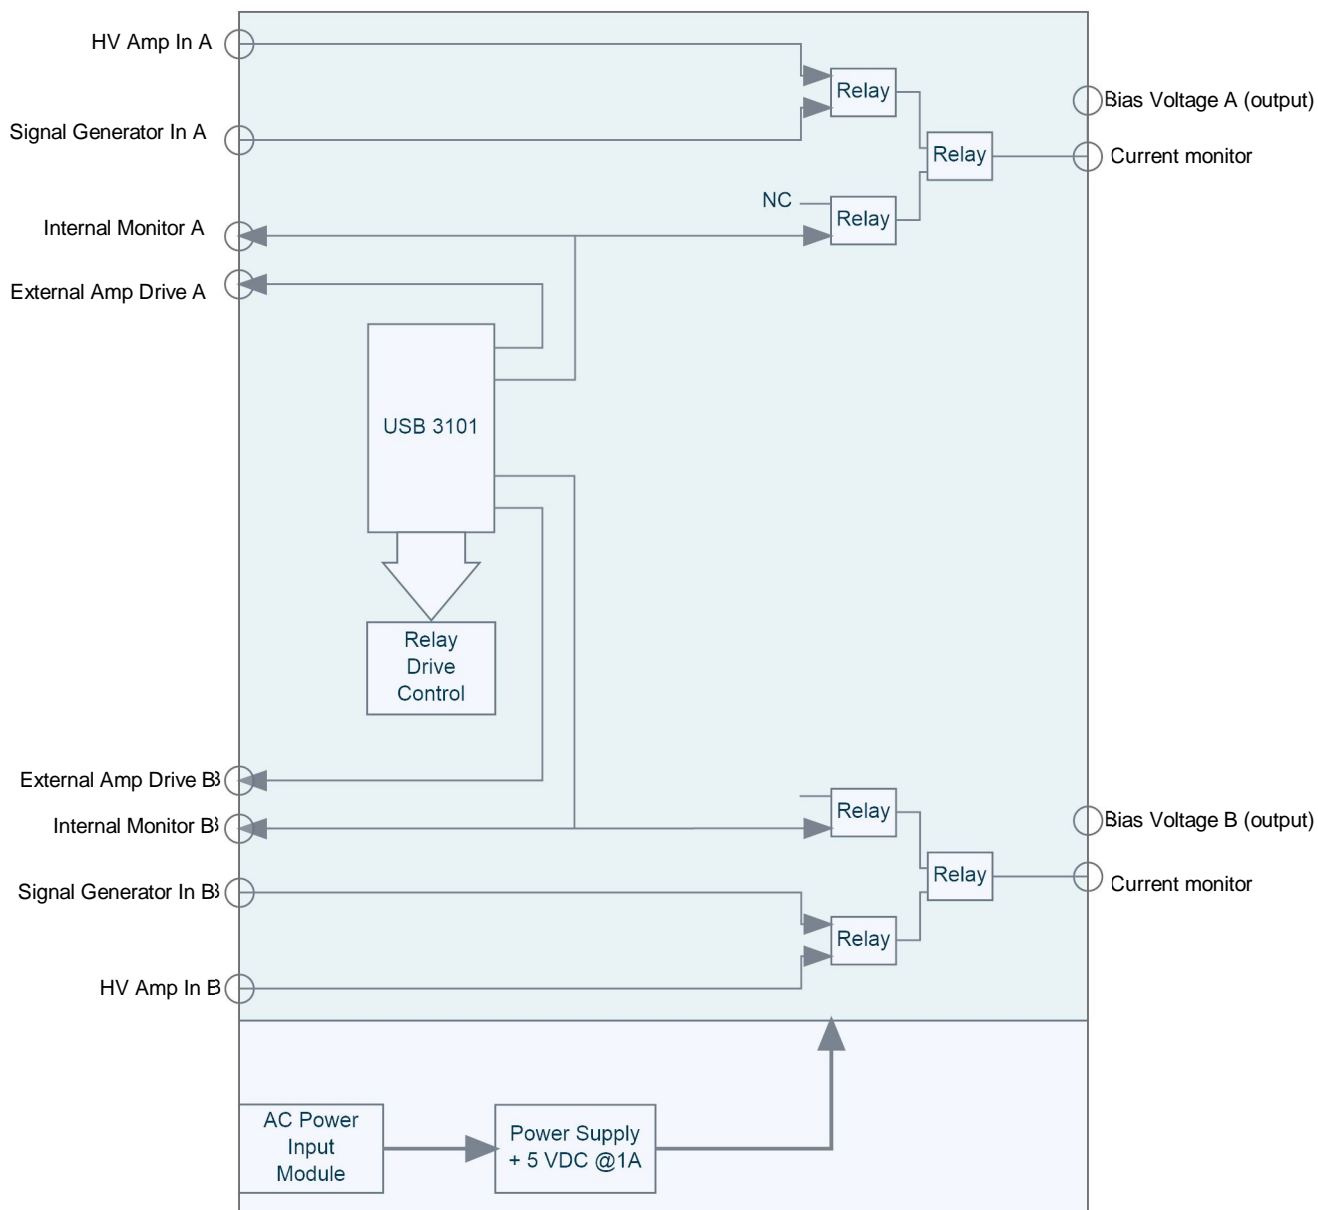 HV Amp In A
Signal Generator In A
Internal Monitor A
External Amp Drive A
Relay
Relay
NC
Relay
Bias Voltage A (output)
Current monitor
USB 3101
Relay
Drive
Control
External Amp Drive B
Internal Monitor B
Signal Generator In B
HV Amp In B
Relay
Relay
Relay
Bias Voltage B (output)
Current monitor
AC Power
Input
Module
Power Supply
+ 5 VDC @1A